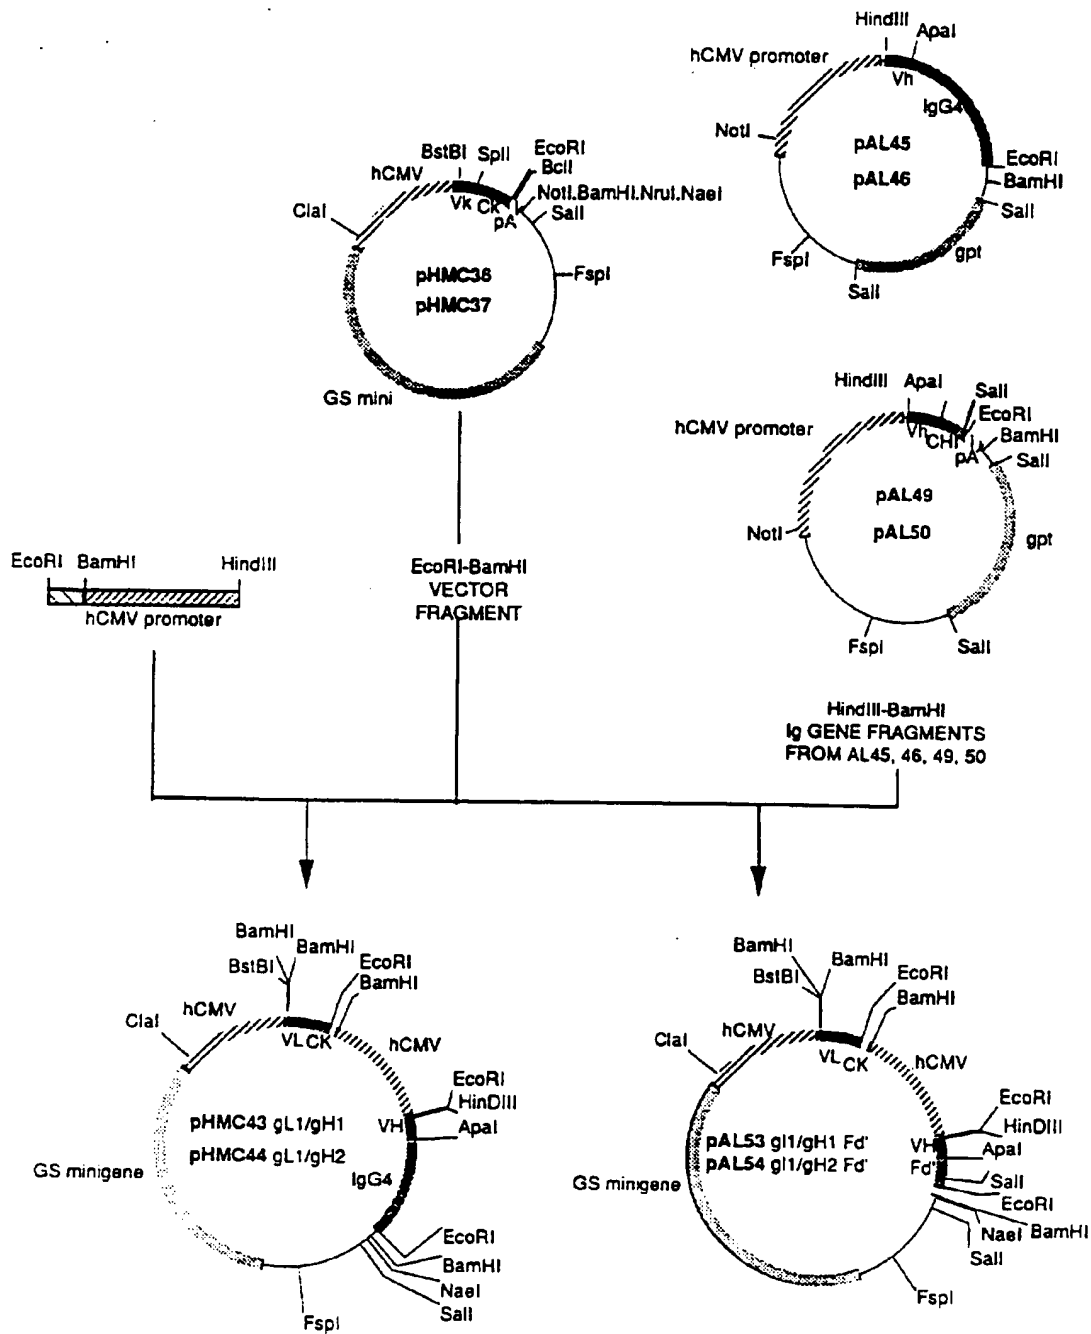 HindIII
ApaI
hCMV promoter
Vh
IgG4
NotI
pAL45
pAL46
EcoRI
BamHI
SalI
gpt
FspI
SalI
BstBI
SplI
EcoRI
BclI
hCMV
NotI.BamHI.NruI.NaeI
ClaI
Vk
Ck
pA
SalI
pHMC36
pHMC37
FspI
GS mini
HindIII
ApaI
SalI
EcoRI
hCMV promoter
Vh
CHI
pA
BamHI
SalI
pAL49
pAL50
NotI
gpt
FspI
SalI
EcoRI
BamHI
HindIII
hCMV promoter
EcoRI-BamHI
VECTOR
FRAGMENT
HindIII-BamHI
Ig GENE FRAGMENTS
FROM AL45, 46, 49, 50
BamHI
BamHI
BstBI
EcoRI
BamHI
hCMV
ClaI
VL
CK
hCMV
EcoRI
HinDIII
ApaI
VH
pHMC43 gL1/gH1
pHMC44 gL1/gH2
GS minigene
IgG4
EcoRI
BamHI
NaeI
SalI
FspI
BamHI
BamHI
BstBI
EcoRI
BamHI
hCMV
ClaI
VL
CK
hCMV
EcoRI
HinDIII
ApaI
VH
Fd'
pAL53 gl1/gH1 Fd'
pAL54 gl1/gH2 Fd'
GS minigene
SalI
EcoRI
BamHI
NaeI
SalI
FspI